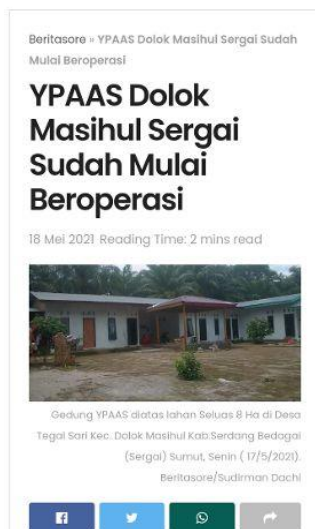 Beritasore » YPAAS Dolok Masihul Sergai Sudah
Mulai Beroperasi
YPAAS Dolok
Masihul Sergai
Sudah Mulai
Beroperasi
18 Mei 2021 Reading Time: 2 mins read
Gedung YPAAS diatas lahan Seluas 8 Ha di Desa
Tegal Sari Kec. Dolok Masihul Kab.Serdang Bedagai
(Sergai) Sumut, Senin ( 17/5/2021).
Beritasore/Sudirman Dachi